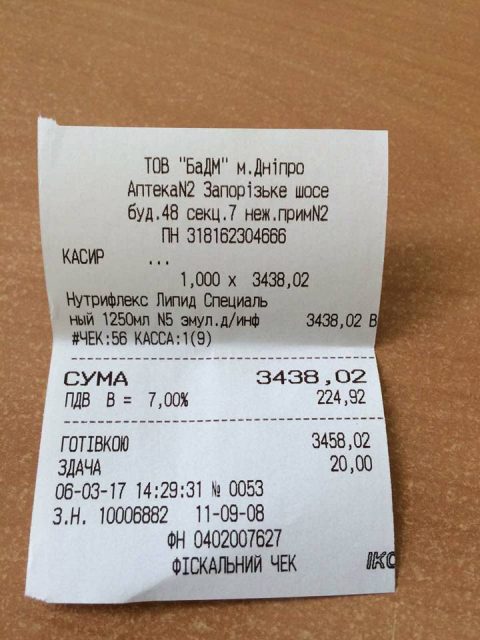 ТОВ "БаДМ" м.Дніпро
Аптека№2 Запорізьке шосе
буд.48 секц.7 неж.прим№2
ПН 318162304666
КАСИР ...
1,000 x 3438,02
Нутрифлекс Липид Специаль
ный 1250мл N5 эмул.д/инф 3438,02 В
#ЧЕК:56 КАССА:1(9)
СУМА 3438,02
ПДВ В = 7,00% 224,92
ГОТІВКОЮ 3458,02
ЗДАЧА 20,00
06-03-17 14:29:31 № 0053
З.Н. 10006882 11-09-08
ФН 0402007627
ФІСКАЛЬНИЙ ЧЕК ІКС